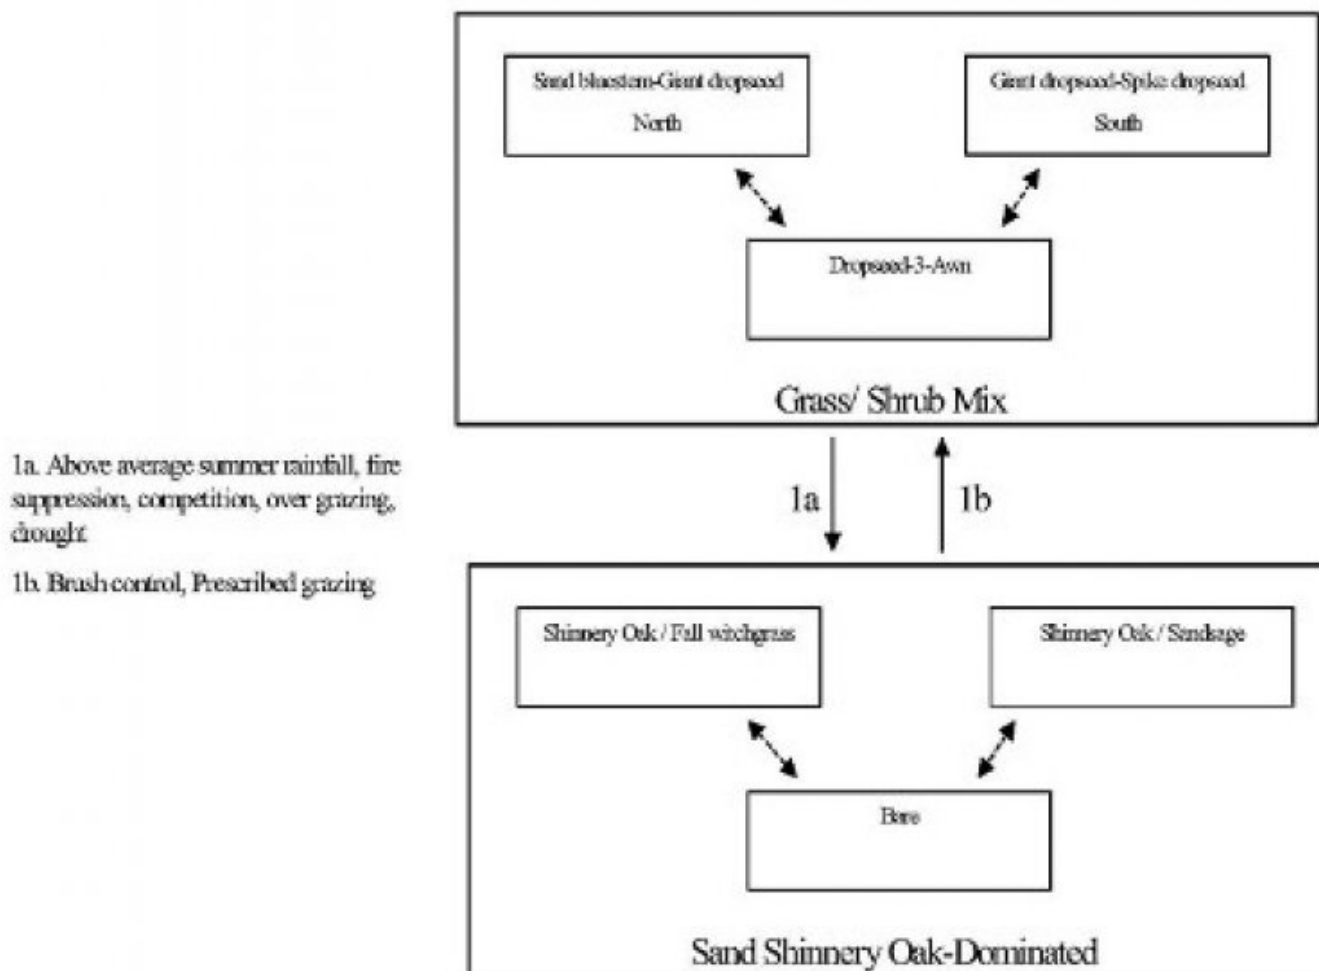 Sand bluestem-Giant dropseed
North
Giant dropseed-Spike dropseed
South
Dropseed-3-Awn
Grass/ Shrub Mix
1a. Above average summer rainfall, fire
suppression, competition, over grazing,
drought
1b. Brush control, Prescribed grazing
1a
1b
Shinnery Oak / Fall witchgrass
Shinnery Oak / Sandsage
Bare
Sand Shinnery Oak-Dominated